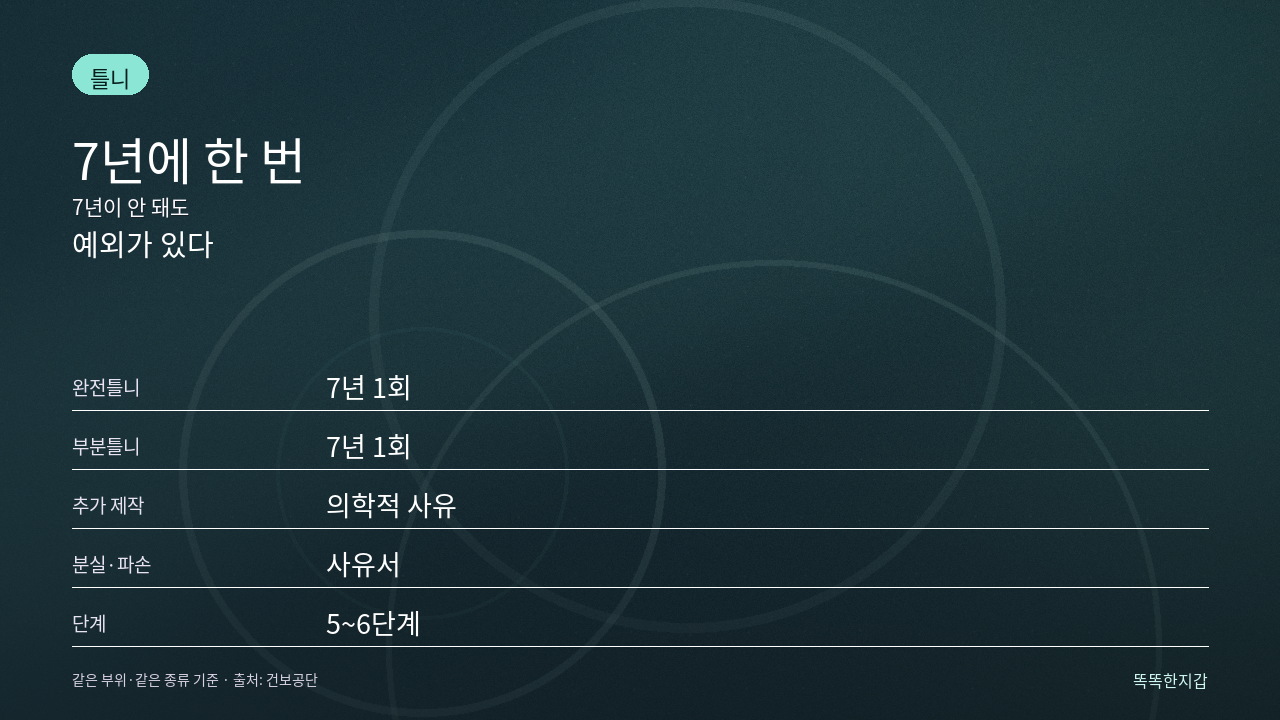 틀니
7년에 한 번
7년이 안 돼도
예외가 있다
완전틀니 7년 1회
부분틀니 7년 1회
추가 제작 의학적 사유
분실·파손 사유서
단계 5~6단계
같은 부위·같은 종류 기준 · 출처: 건보공단
똑똑한지갑